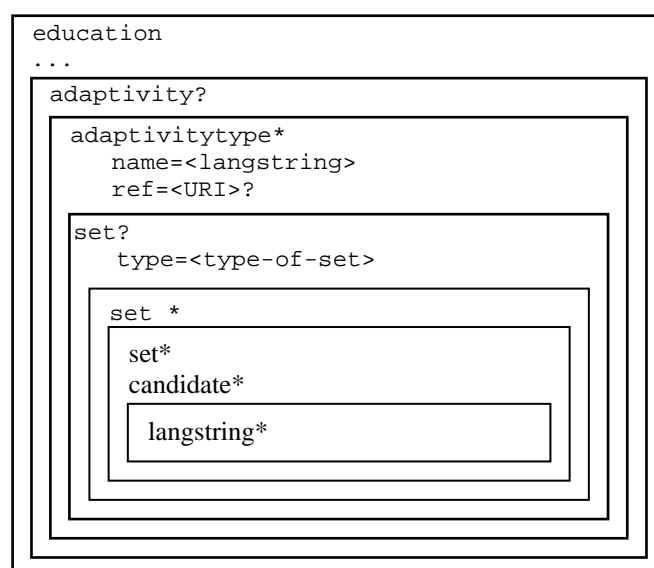 education
...
adaptivity?
adaptivitytype*
name=<langstring>
ref=<URI>?
set?
type=<type-of-set>
set *
set*
candidate*
langstring*